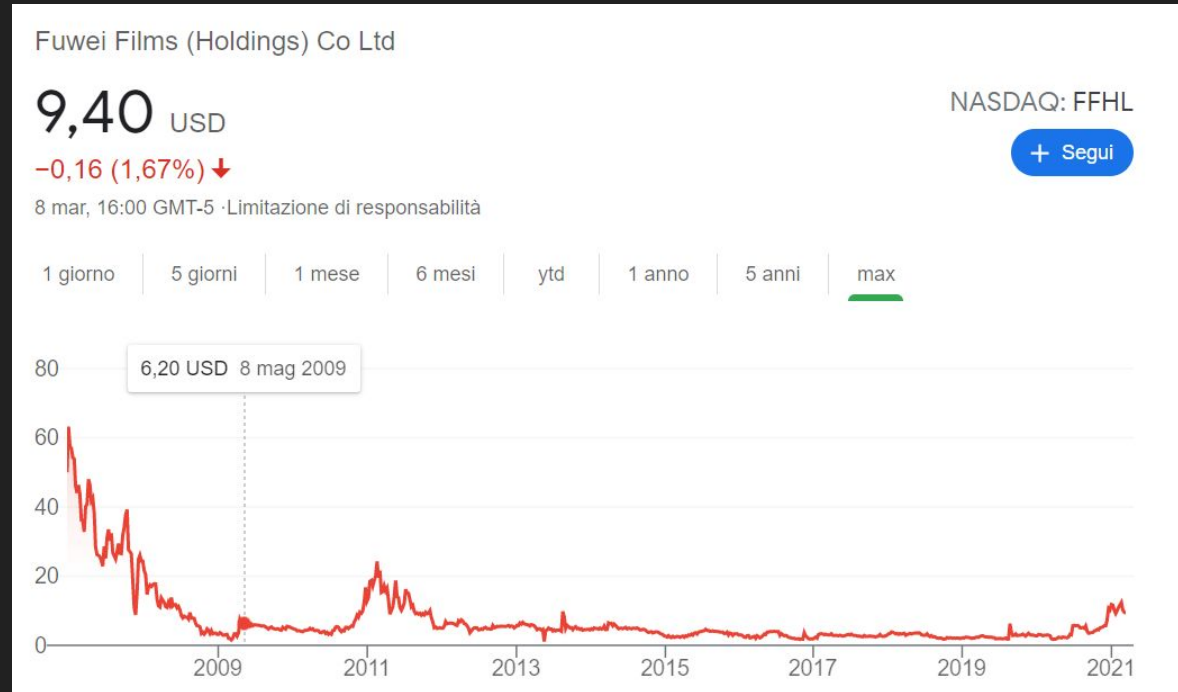 Fuwei Films (Holdings) Co Ltd
9,40 USD
NASDAQ: FFHL
−0,16 (1,67%)
+ Segui
8 mar, 16:00 GMT-5 ·Limitazione di responsabilità
1 giorno 5 giorni 1 mese 6 mesi ytd 1 anno 5 anni max
6,20 USD 8 mag 2009
80
60
40
20
0
2009 2011 2013 2015 2017 2019 2021